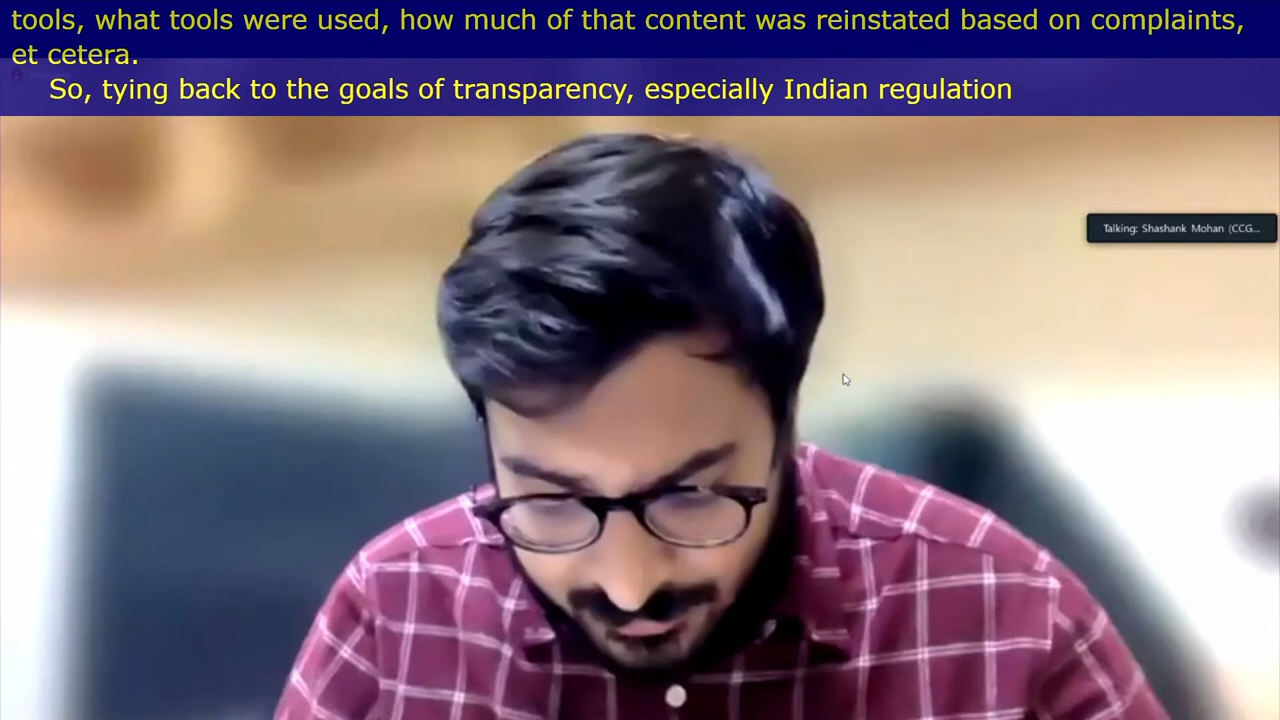 tools, what tools were used, how much of that content was reinstated based on complaints,
et cetera.
So, tying back to the goals of transparency, especially Indian regulation
Talking: Shashank Mohan (CCG...